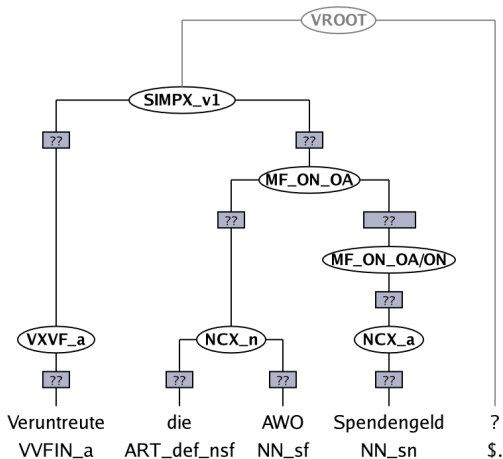 VROOT
SIMPX_v1
?? ??
MF_ON_OA
?? ??
MF_ON_OA/ON
??
VXVF_a NCX_n NCX_a
?? ?? ?? ??
Veruntreute die AWO Spendengeld ?
VVFIN_a ART_def_nsf NN_sf NN_sn $.